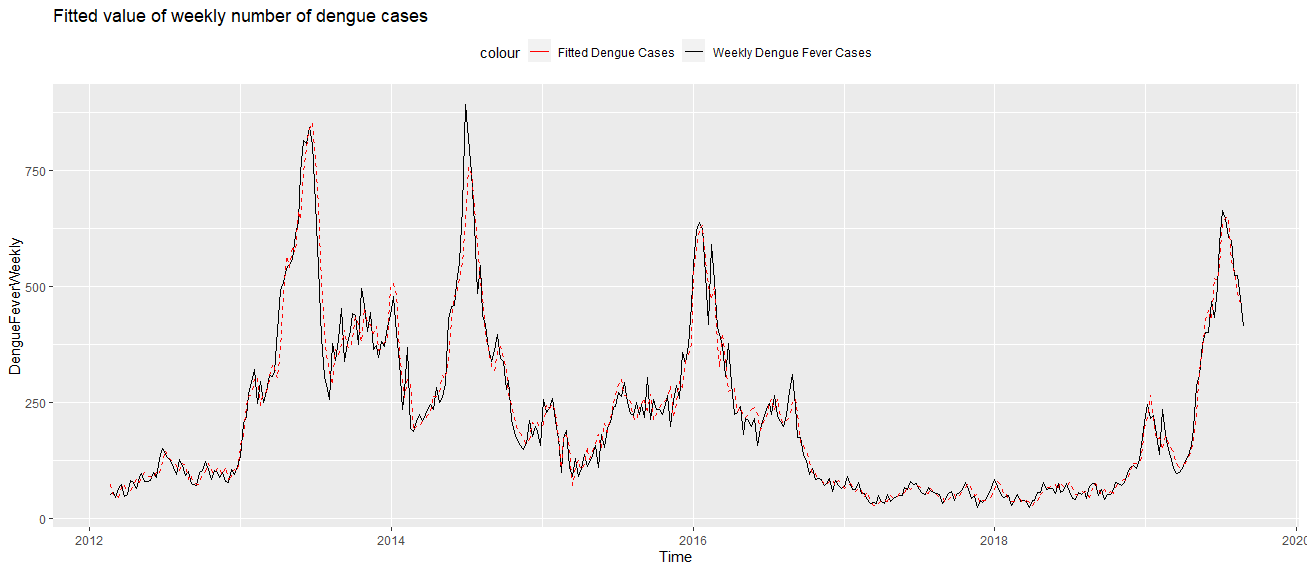 Fitted value of weekly number of dengue cases
colour Fitted Dengue Cases Weekly Dengue Fever Cases
750
500
250
0
DengueFeverWeekly
2012 2014 2016 2018 2020
Time